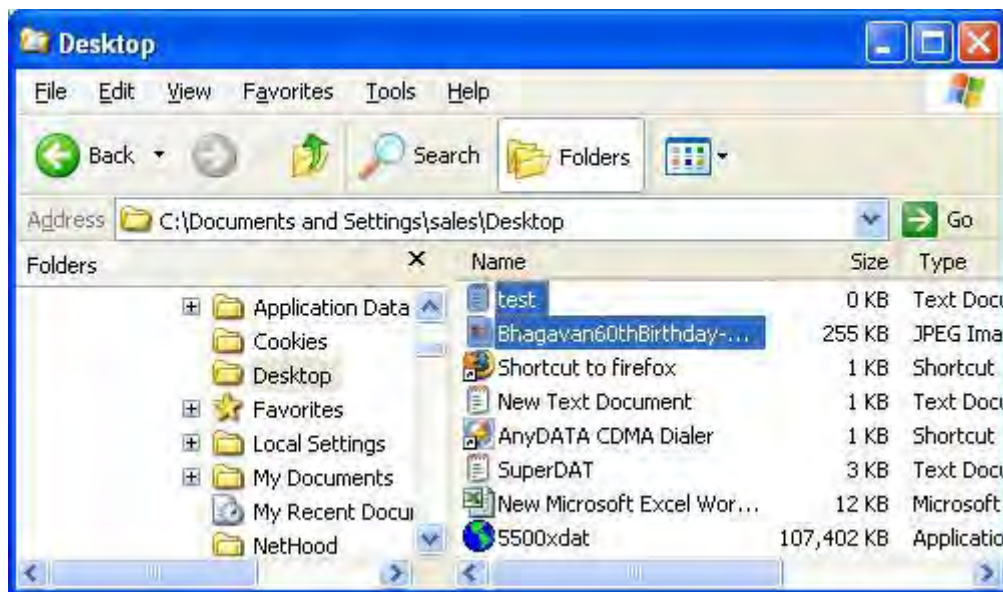 Desktop
File Edit View Favorites Tools Help
Back Search Folders
Address C:\Documents and Settings\sales\Desktop Go
Folders
Application Data
Cookies
Desktop
Favorites
Local Settings
My Documents
My Recent Docu
NetHood
Name Size Type
test 0 KB Text Docu
Bhagavan60thBirthday-... 255 KB JPEG Ima
Shortcut to firefox 1 KB Shortcut
New Text Document 1 KB Text Docu
AnyDATA CDMA Dialer 1 KB Shortcut
SuperDAT 3 KB Text Docu
New Microsoft Excel Wor... 12 KB Microsoft
5500xdat 107,402 KB Applicatio